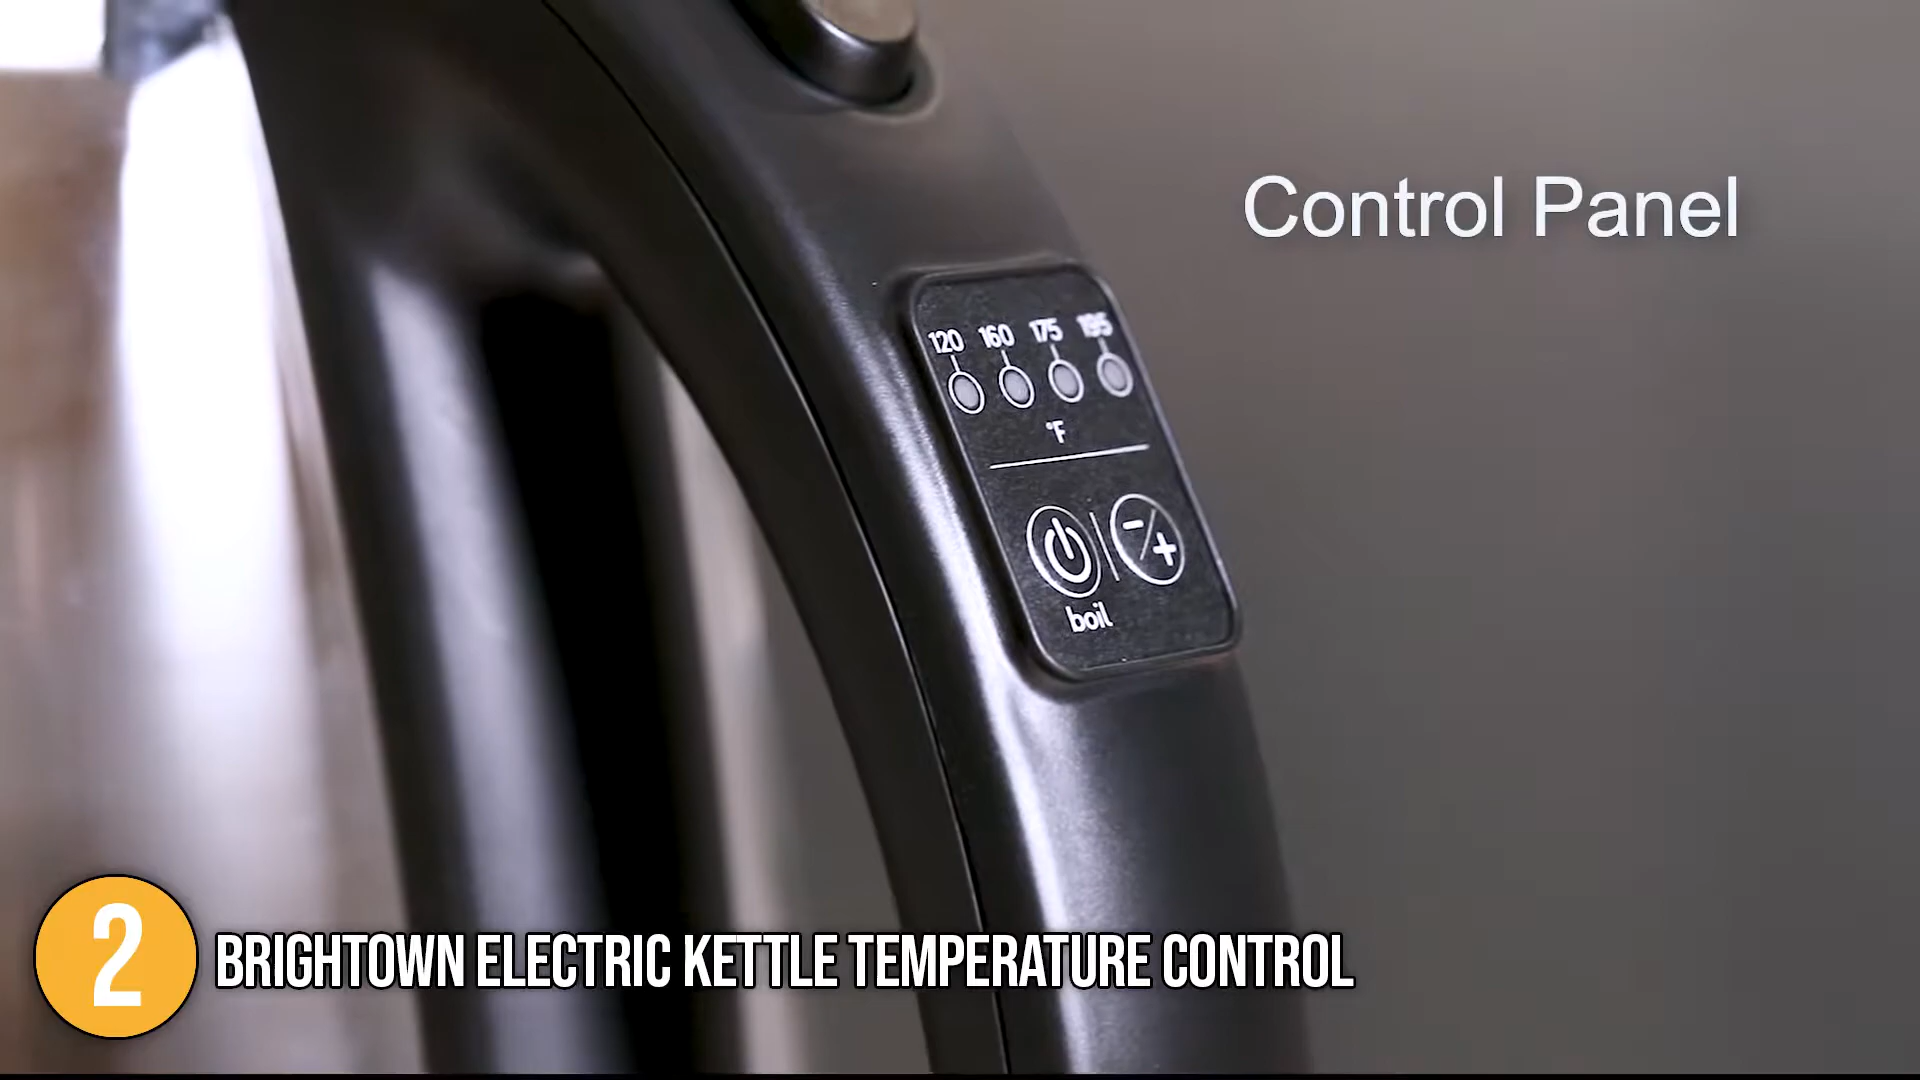 Control Panel
120 160 175 195
°F
-/+
boil
2 BRIGHTOWN ELECTRIC KETTLE TEMPERATURE CONTROL